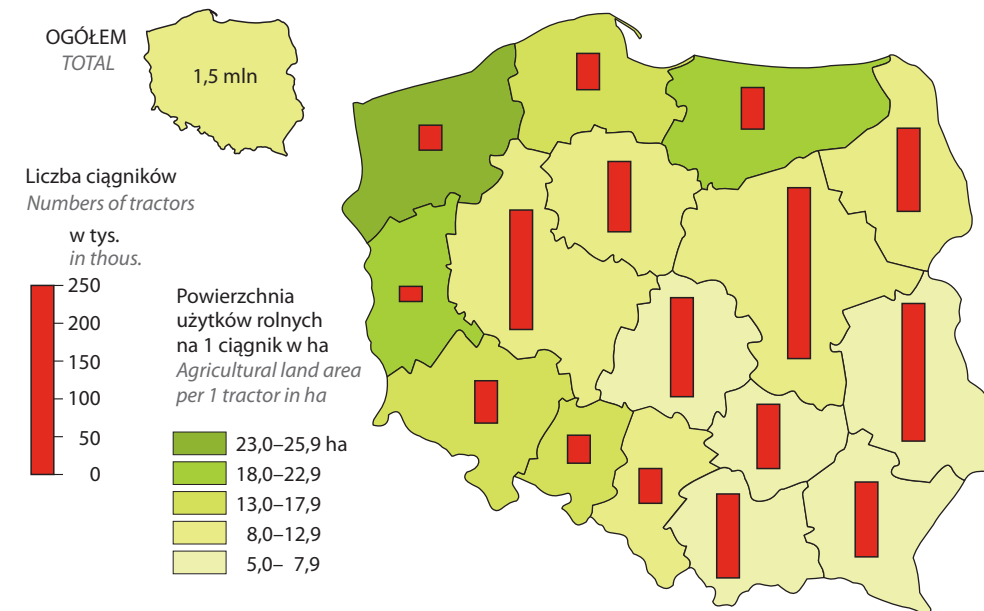 OGÓŁEM
TOTAL
1,5 mln
Liczba ciągników
Numbers of tractors
w tys.
in thous.
250
200
150
100
50
0
Powierzchnia
użytków rolnych
na 1 ciągnik w ha
Agricultural land area
per 1 tractor in ha
23,0–25,9 ha
18,0–22,9
13,0–17,9
8,0–12,9
5,0– 7,9